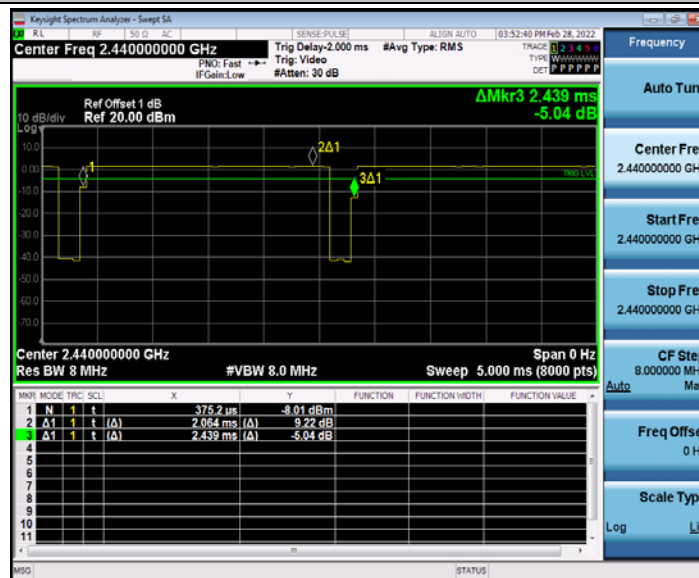 Keysight Spectrum Analyzer - Swept SA
RL RF 50 Ω AC SENSE:PULSE ALIGN AUTO 03:52:40 PM Feb 28, 2022
Center Freq 2.440000000 GHz
PNO: Fast
IFGain:Low
Trig Delay-2.000 ms
Trig: Video
#Atten: 30 dB
#Avg Type: RMS
TRACE 1 2 3 4 5 6
TYPE WWWWWW
DET P P P P P P
ΔMkr3 2.439 ms
-5.04 dB
Ref Offset 1 dB
10 dB/div Ref 20.00 dBm
Log
10.0
0.00
-10.0
-20.0
-30.0
-40.0
-50.0
-60.0
-70.0
1
2Δ1
3Δ1
TRIG LVL
Center 2.440000000 GHz Span 0 Hz
Res BW 8 MHz #VBW 8.0 MHz Sweep 5.000 ms (8000 pts)
MKR MODE TRC SCL X Y FUNCTION FUNCTION WIDTH FUNCTION VALUE
1 N 1 t 375.2 µs -8.01 dBm
2 Δ1 1 t (Δ) 2.064 ms (Δ) 9.22 dB
3 Δ1 1 t (Δ) 2.439 ms (Δ) -5.04 dB
4
5
6
7
8
9
10
11
MSG STATUS
Frequency
Auto Tun
Center Fre
2.440000000 GH
Start Fre
2.440000000 GH
Stop Fre
2.440000000 GH
CF Ste
8.000000 MH
Auto Ma
Freq Offse
0 H
Scale Typ
Log Li